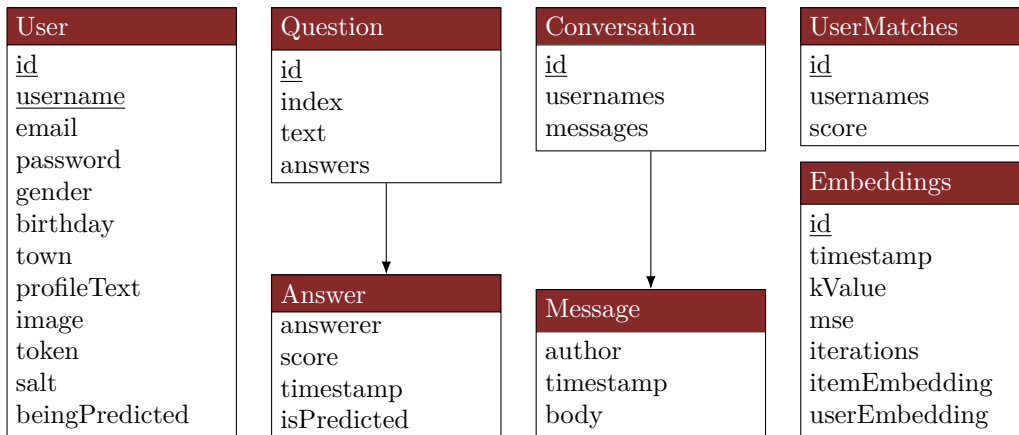 User
id
username
email
password
gender
birthday
town
profileText
image
token
salt
beingPredicted
Question
id
index
text
answers
Answer
answerer
score
timestamp
isPredicted
Conversation
id
usernames
messages
Message
author
timestamp
body
UserMatches
id
usernames
score
Embeddings
id
timestamp
kValue
mse
iterations
itemEmbedding
userEmbedding